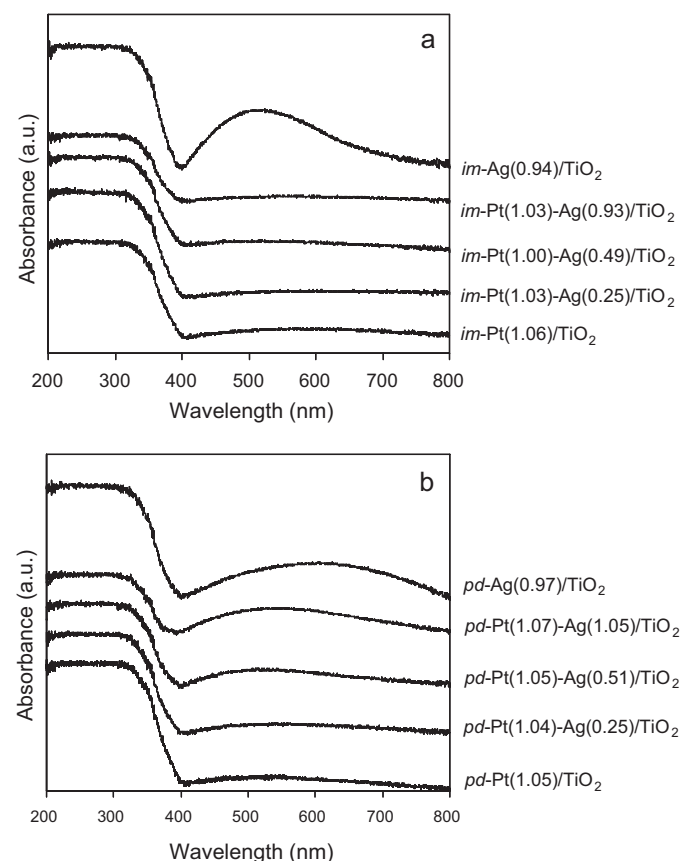 a
Absorbance (a.u.)
im-Ag(0.94)/TiO₂
im-Pt(1.03)-Ag(0.93)/TiO₂
im-Pt(1.00)-Ag(0.49)/TiO₂
im-Pt(1.03)-Ag(0.25)/TiO₂
im-Pt(1.06)/TiO₂
200 300 400 500 600 700 800
Wavelength (nm)
b
Absorbance (a.u.)
pd-Ag(0.97)/TiO₂
pd-Pt(1.07)-Ag(1.05)/TiO₂
pd-Pt(1.05)-Ag(0.51)/TiO₂
pd-Pt(1.04)-Ag(0.25)/TiO₂
pd-Pt(1.05)/TiO₂
200 300 400 500 600 700 800
Wavelength (nm)